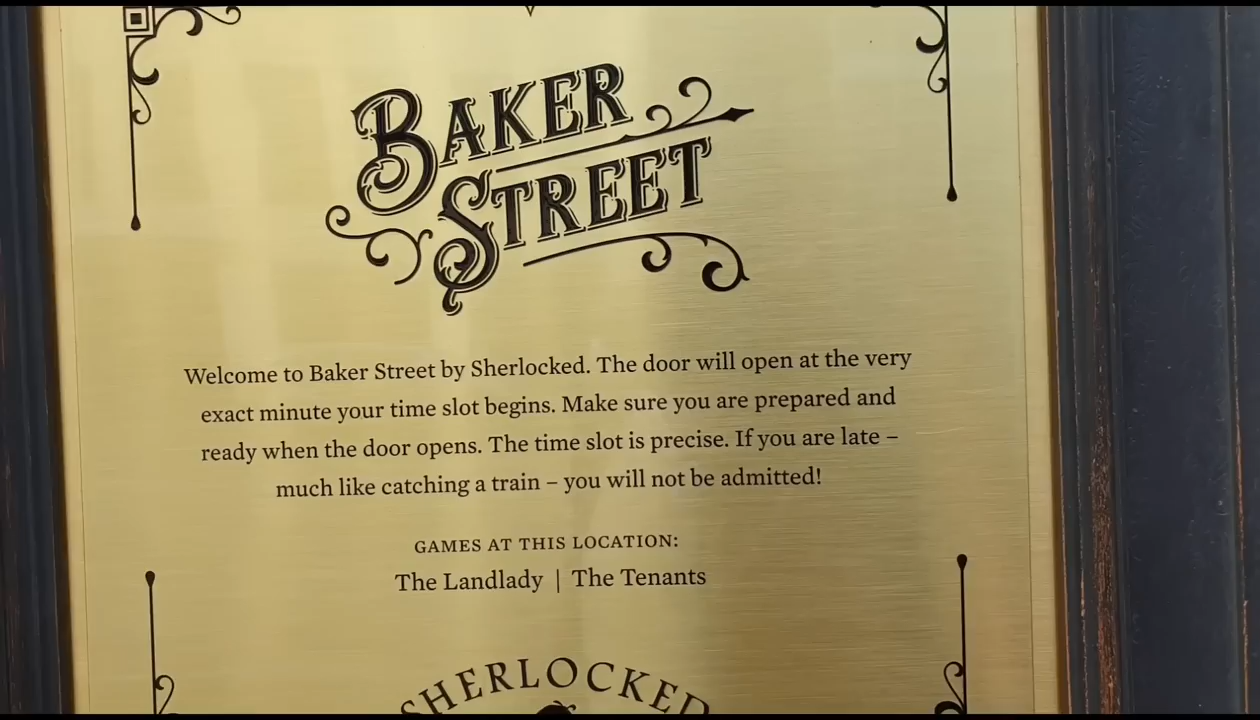 BAKER
STREET
Welcome to Baker Street by Sherlocked. The door will open at the very
exact minute your time slot begins. Make sure you are prepared and
ready when the door opens. The time slot is precise. If you are late –
much like catching a train – you will not be admitted!
GAMES AT THIS LOCATION:
The Landlady | The Tenants
SHERLOCKED